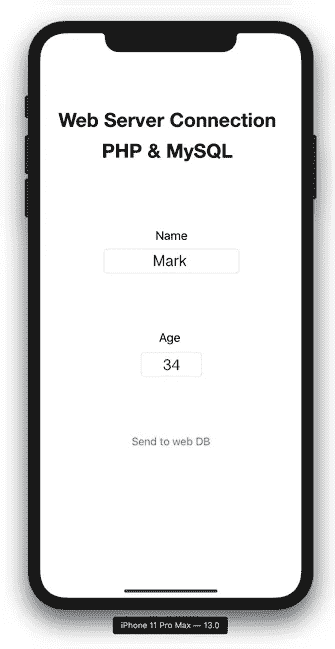 Web Server Connection
PHP & MySQL
Name
Mark
Age
34
Send to web DB
iPhone 11 Pro Max — 13.0